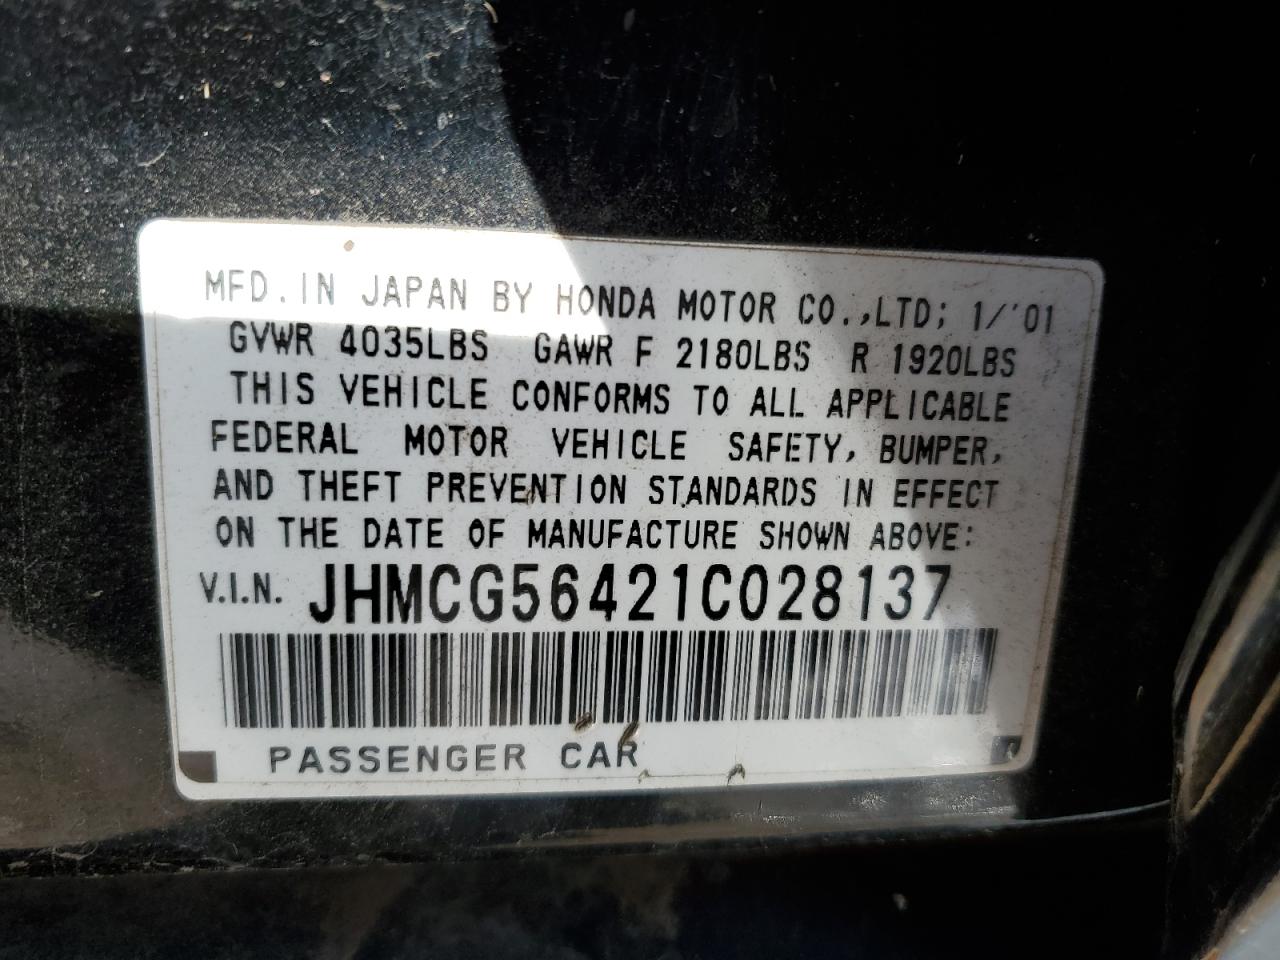 MFD. IN JAPAN BY HONDA MOTOR CO.,LTD; 1/'01
GVWR 4035LBS GAWR F 2180LBS R 1920LBS
THIS VEHICLE CONFORMS TO ALL APPLICABLE
FEDERAL MOTOR VEHICLE SAFETY, BUMPER,
AND THEFT PREVENTION STANDARDS IN EFFECT
ON THE DATE OF MANUFACTURE SHOWN ABOVE:
V.I.N. JHMCG56421C028137
PASSENGER CAR